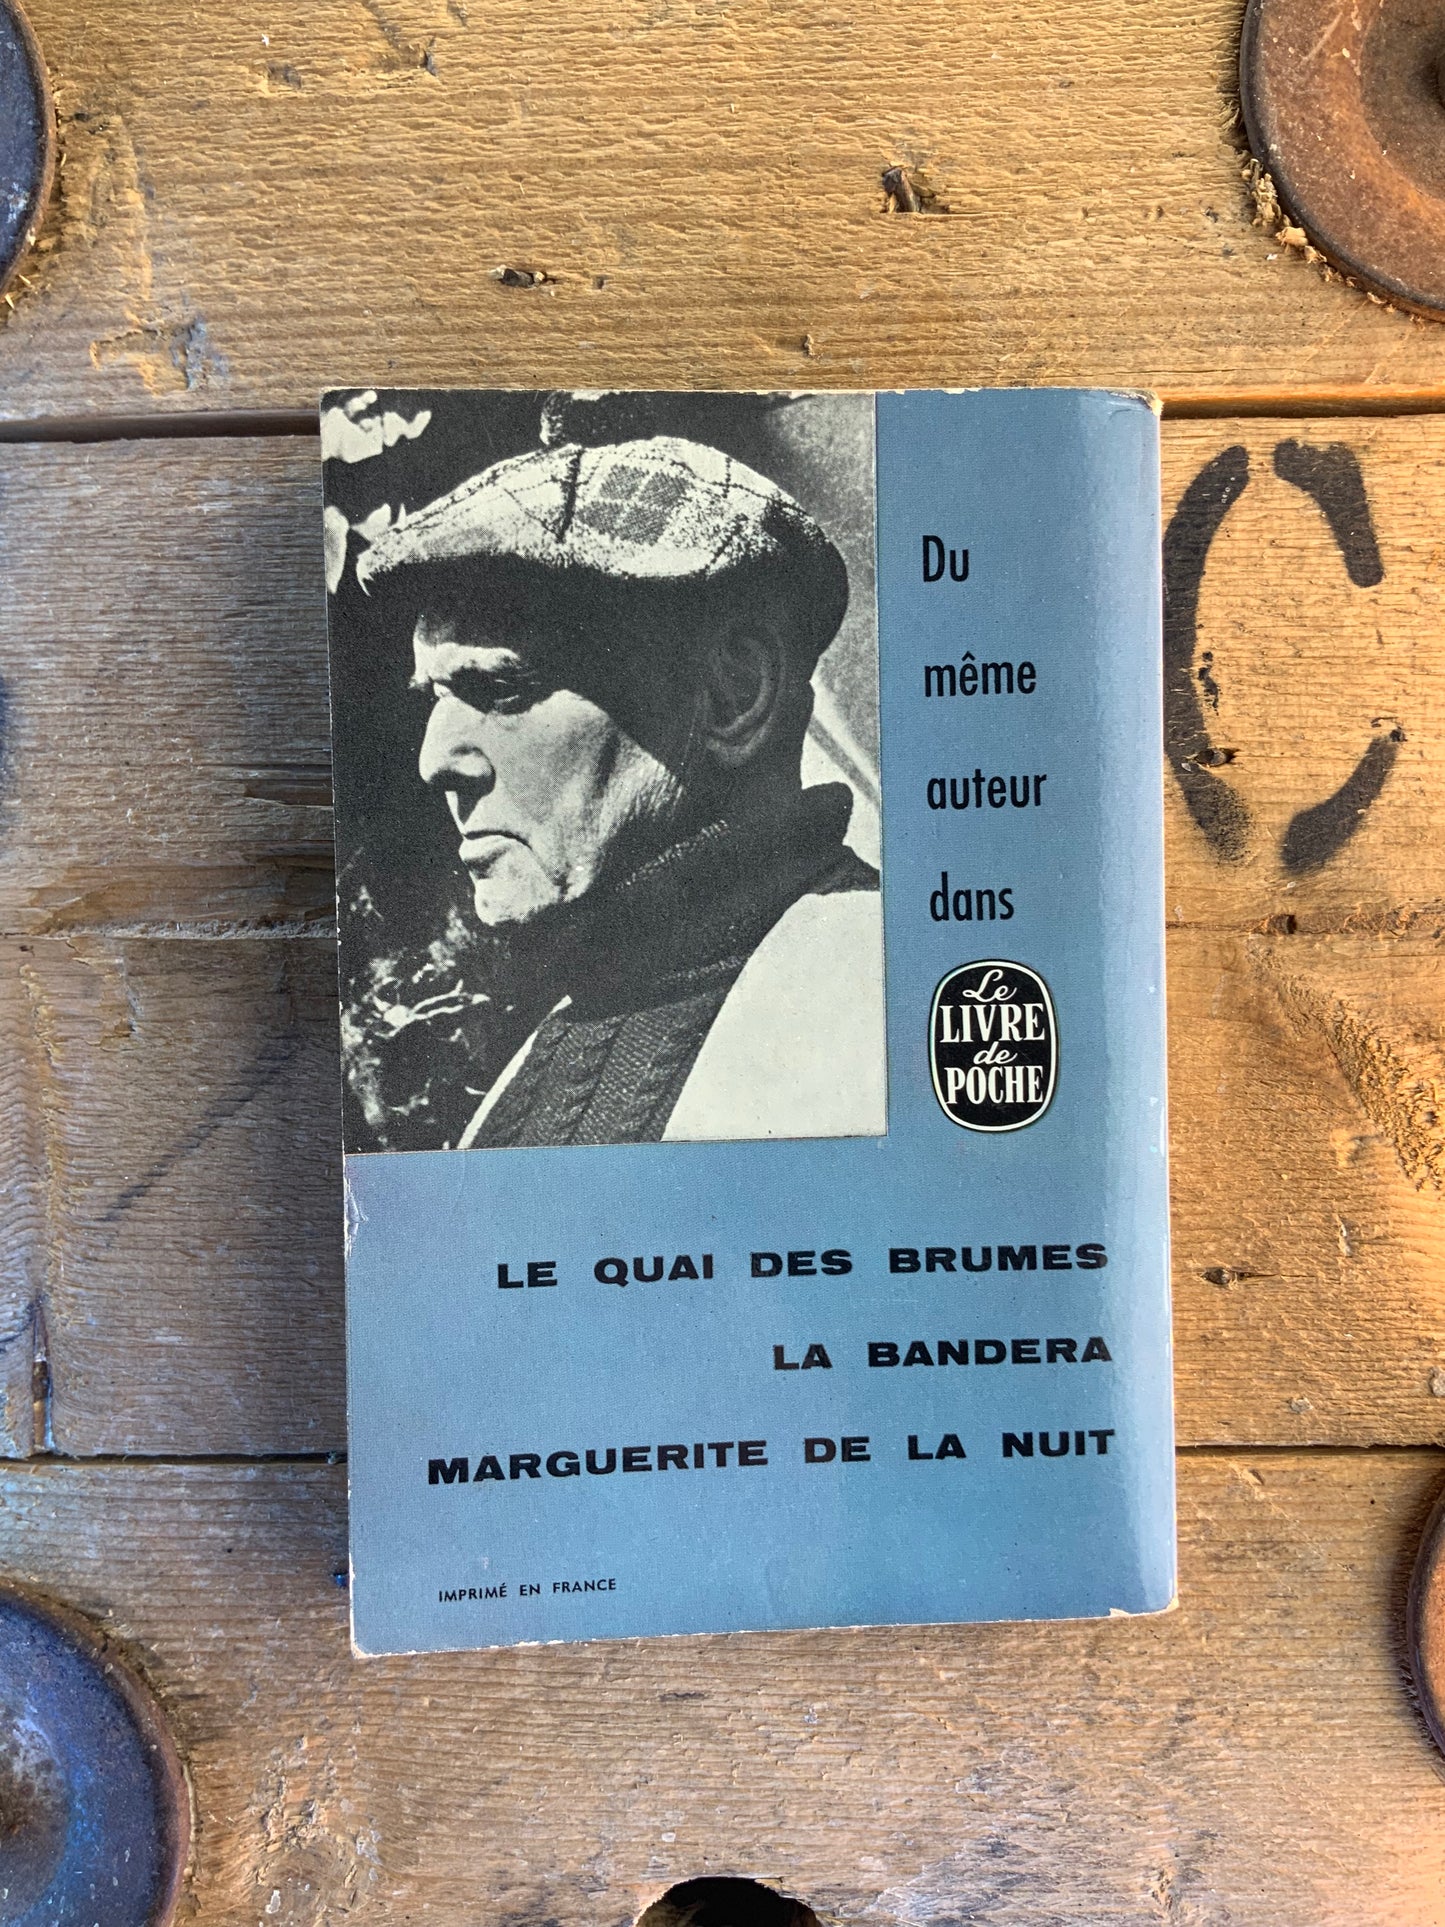 Du
même
auteur
dans
Le
LIVRE
de
POCHE
LE QUAI DES BRUMES
LA BANDERA
MARGUERITE DE LA NUIT
IMPRIMÉ EN FRANCE